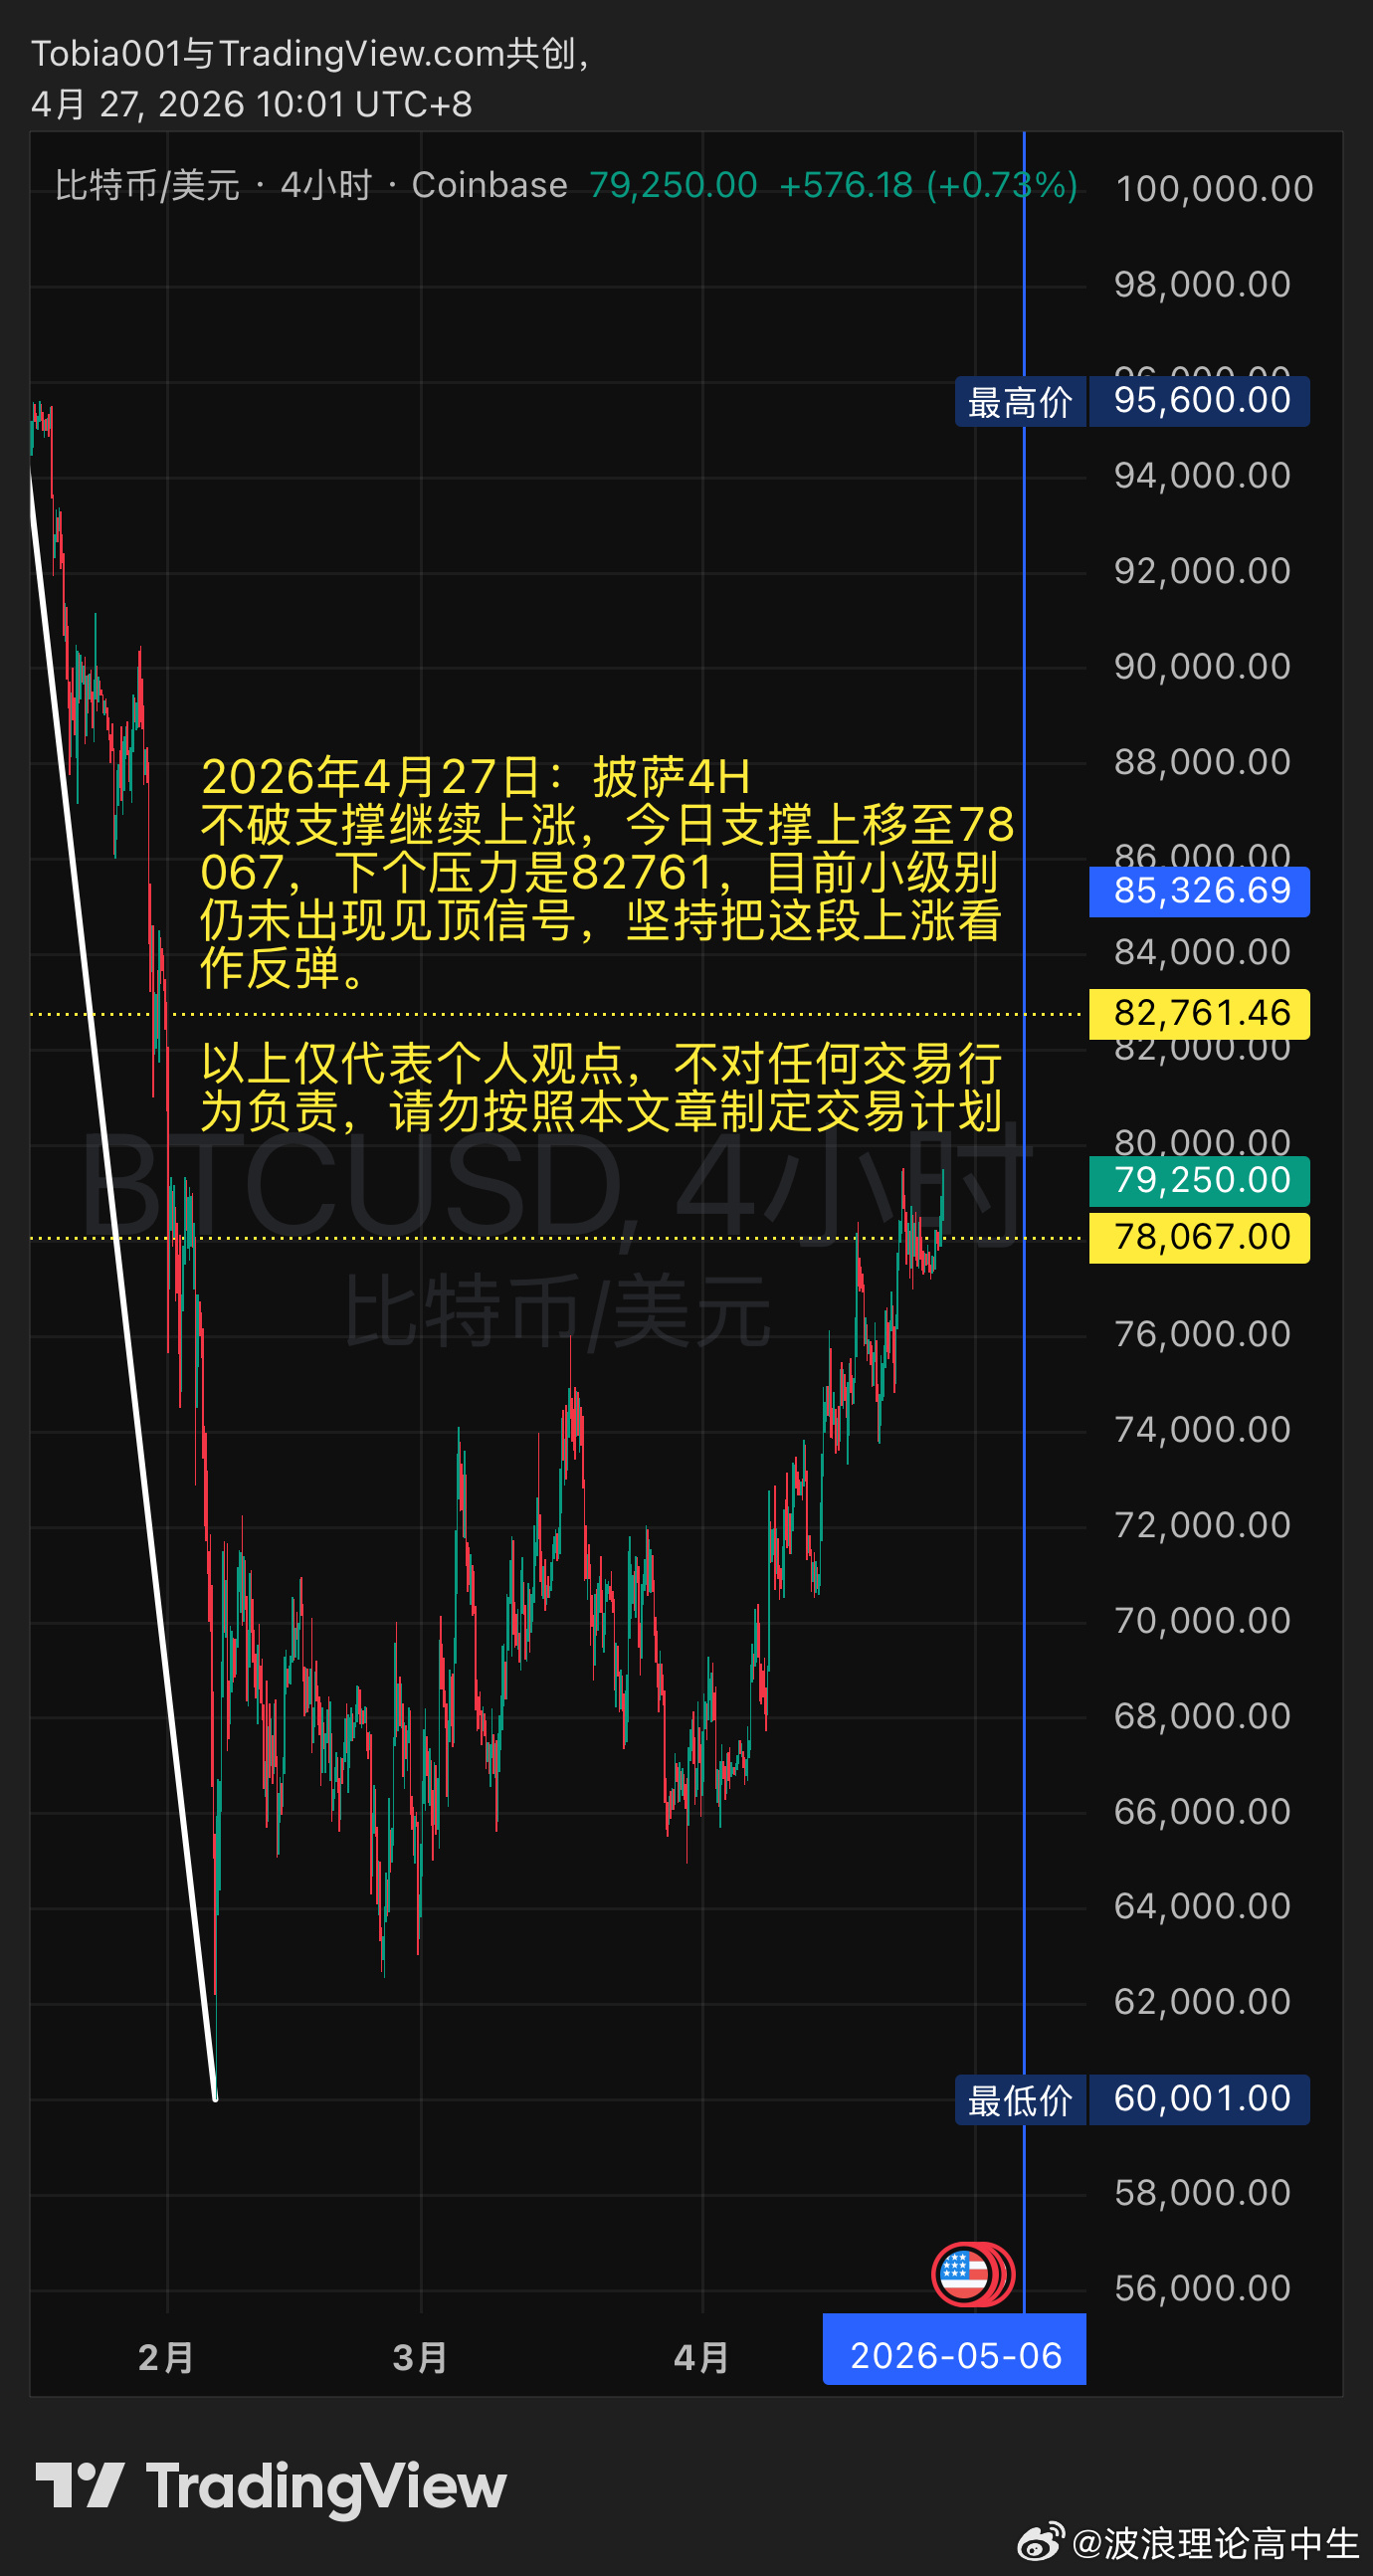 Tobia001与TradingView.com共创,
4月 27, 2026 10:01 UTC+8
比特币/美元 · 4小时 · Coinbase 79,250.00 +576.18 (+0.73%)
100,000.00
98,000.00
96,000.00
最高价 95,600.00
94,000.00
92,000.00
90,000.00
88,000.00
2026年4月27日：披萨4H
不破支撑继续上涨，今日支撑上移至78
067，下个压力是82761，目前小级别
仍未出现见顶信号，坚持把这段上涨看
作反弹。
86,000.00
85,326.69
84,000.00
82,761.46
82,000.00
以上仅代表个人观点，不对任何交易行
为负责，请勿按照本文章制定交易计划
BTCUSD, 4小时
比特币/美元
80,000.00
79,250.00
78,067.00
76,000.00
74,000.00
72,000.00
70,000.00
68,000.00
66,000.00
64,000.00
62,000.00
最低价 60,001.00
58,000.00
56,000.00
2月 3月 4月 2026-05-06
TradingView
@波浪理论高中生